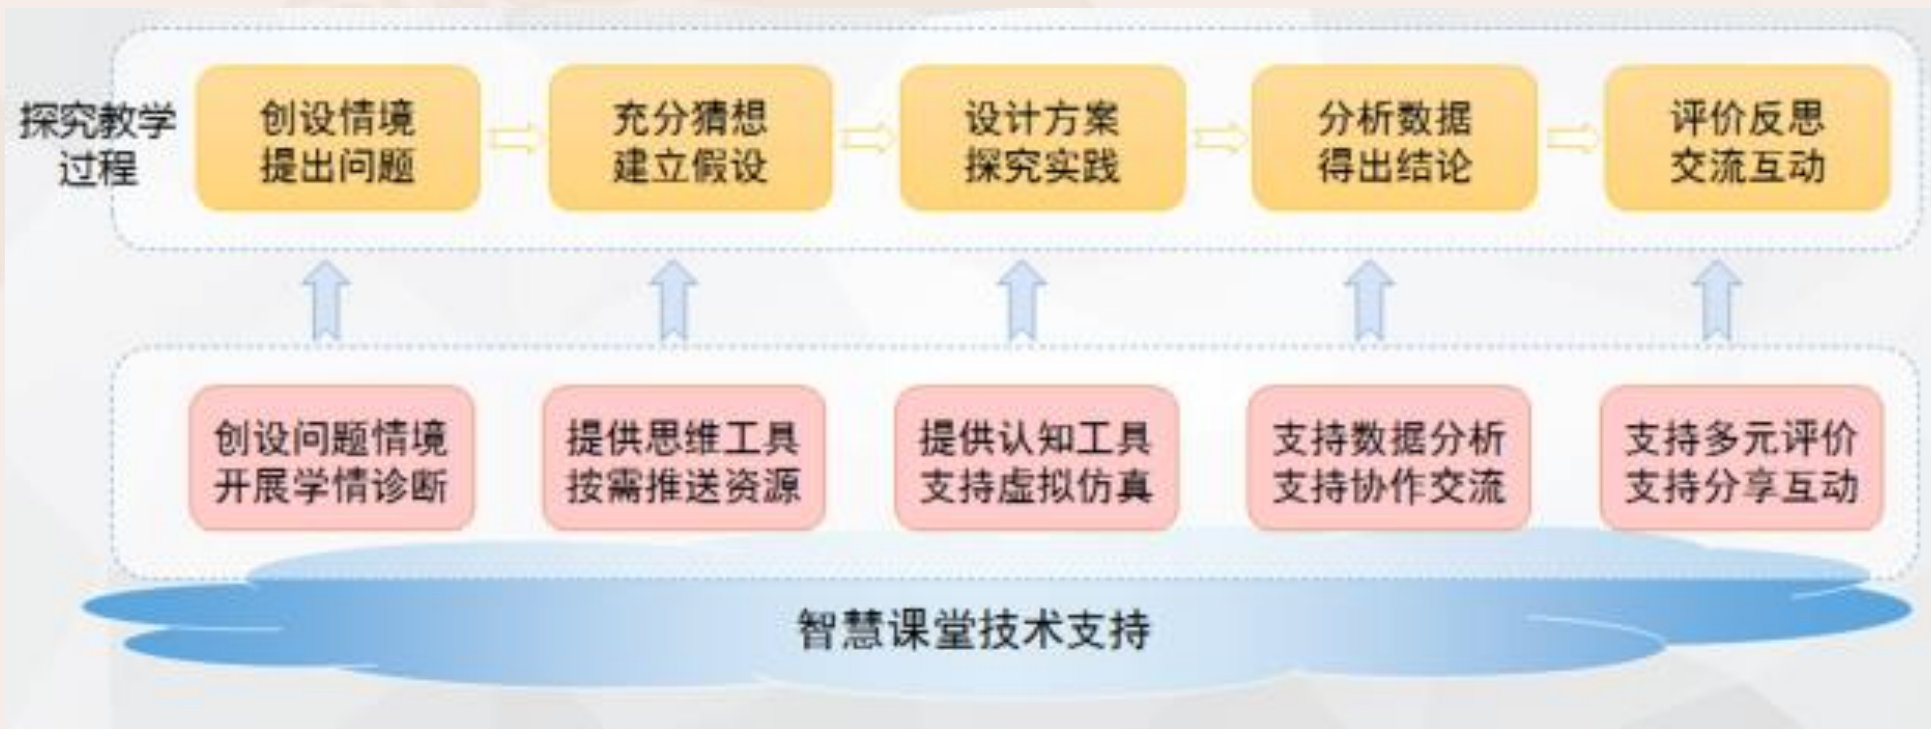 探究教学
过程
创设情境
提出问题
充分猜想
建立假设
设计方案
探究实践
分析数据
得出结论
评价反思
交流互动
创设问题情境
开展学情诊断
提供思维工具
按需推送资源
提供认知工具
支持虚拟仿真
支持数据分析
支持协作交流
支持多元评价
支持分享互动
智慧课堂技术支持